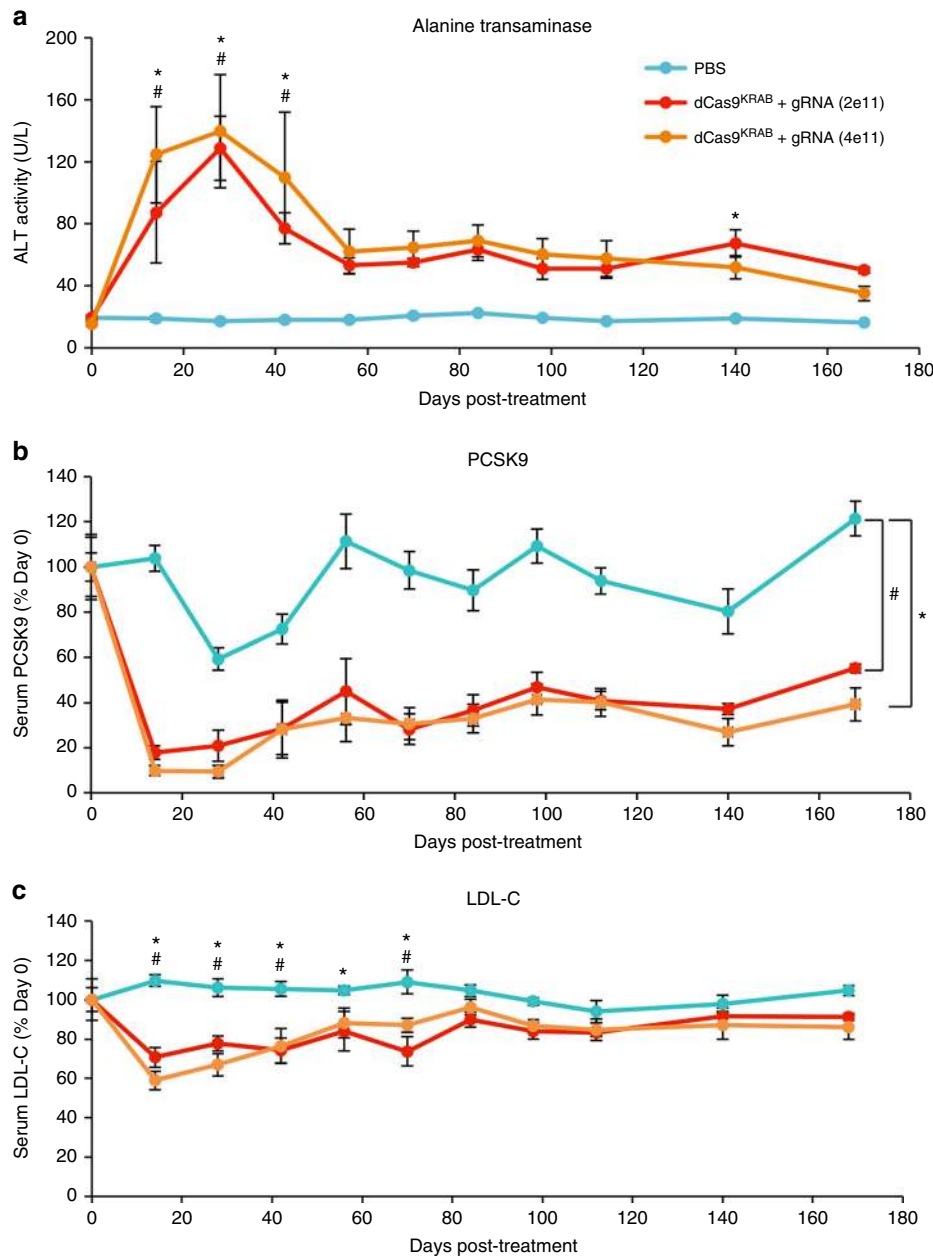 a
Alanine transaminase
200
160
120
80
40
0
ALT activity (U/L)
* * *
# # #
*
PBS
dCas9KRAB + gRNA (2e11)
dCas9KRAB + gRNA (4e11)
0 20 40 60 80 100 120 140 160 180
Days post-treatment
b
PCSK9
140
120
100
80
60
40
20
0
Serum PCSK9 (% Day 0)
#
*
0 20 40 60 80 100 120 140 160 180
Days post-treatment
c
LDL-C
140
120
100
80
60
40
20
0
Serum LDL-C (% Day 0)
* * * * *
# # # #
0 20 40 60 80 100 120 140 160 180
Days post-treatment